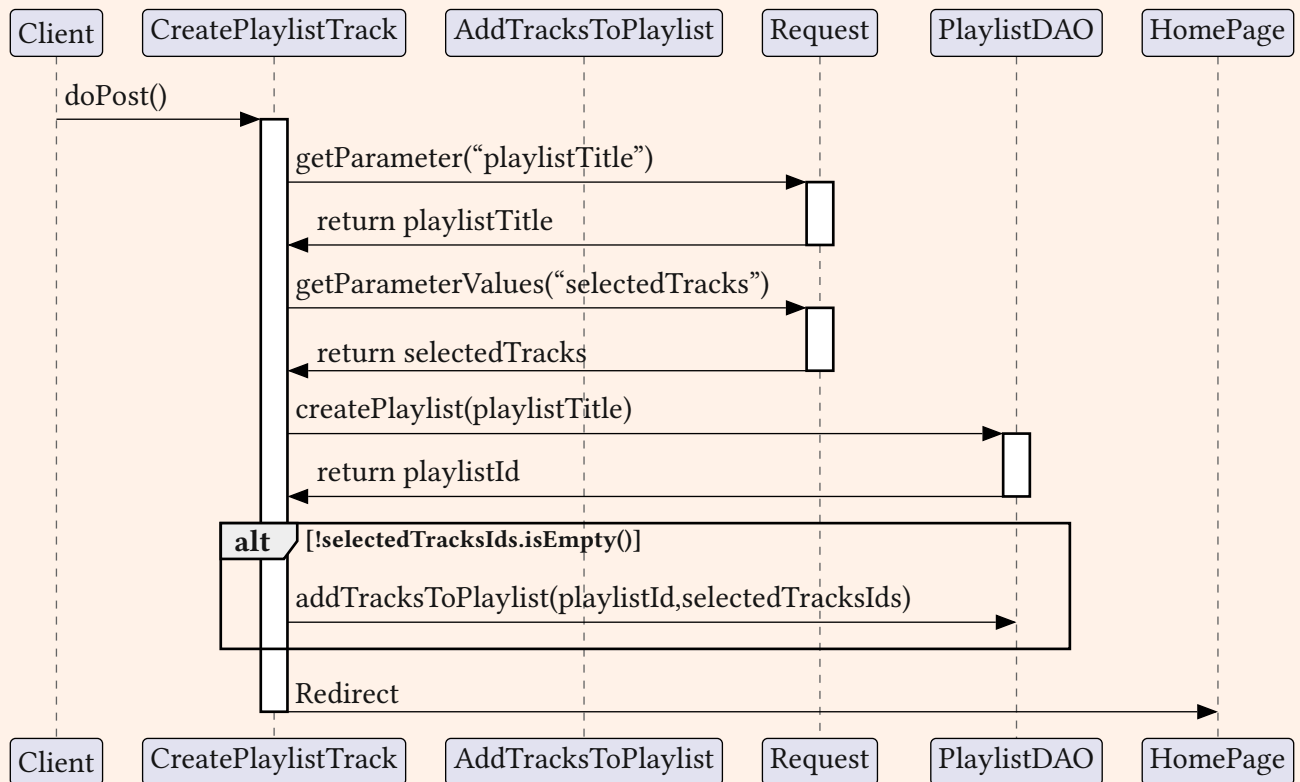 Client CreatePlaylistTrack AddTracksToPlaylist Request PlaylistDAO HomePage
doPost()
getParameter(“playlistTitle”)
return playlistTitle
getParameterValues(“selectedTracks”)
return selectedTracks
createPlaylist(playlistTitle)
return playlistId
alt [!selectedTracksIds.isEmpty()]
addTracksToPlaylist(playlistId,selectedTracksIds)
Redirect
Client CreatePlaylistTrack AddTracksToPlaylist Request PlaylistDAO HomePage